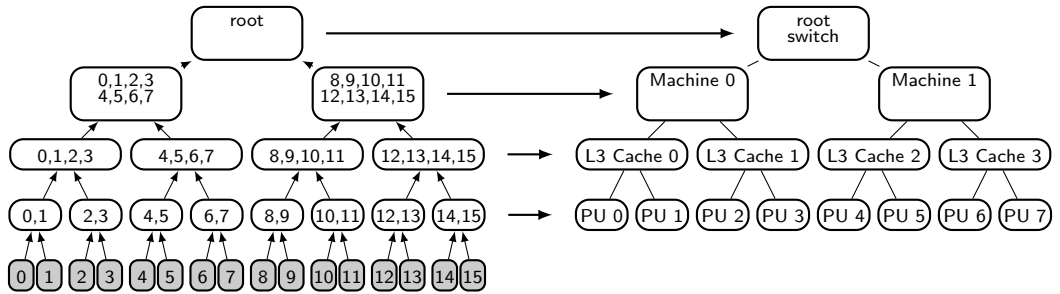 root
root
switch
0,1,2,3
4,5,6,7
8,9,10,11
12,13,14,15
Machine 0
Machine 1
0,1,2,3
4,5,6,7
8,9,10,11
12,13,14,15
L3 Cache 0
L3 Cache 1
L3 Cache 2
L3 Cache 3
0,1
2,3
4,5
6,7
8,9
10,11
12,13
14,15
PU 0
PU 1
PU 2
PU 3
PU 4
PU 5
PU 6
PU 7
0
1
2
3
4
5
6
7
8
9
10
11
12
13
14
15